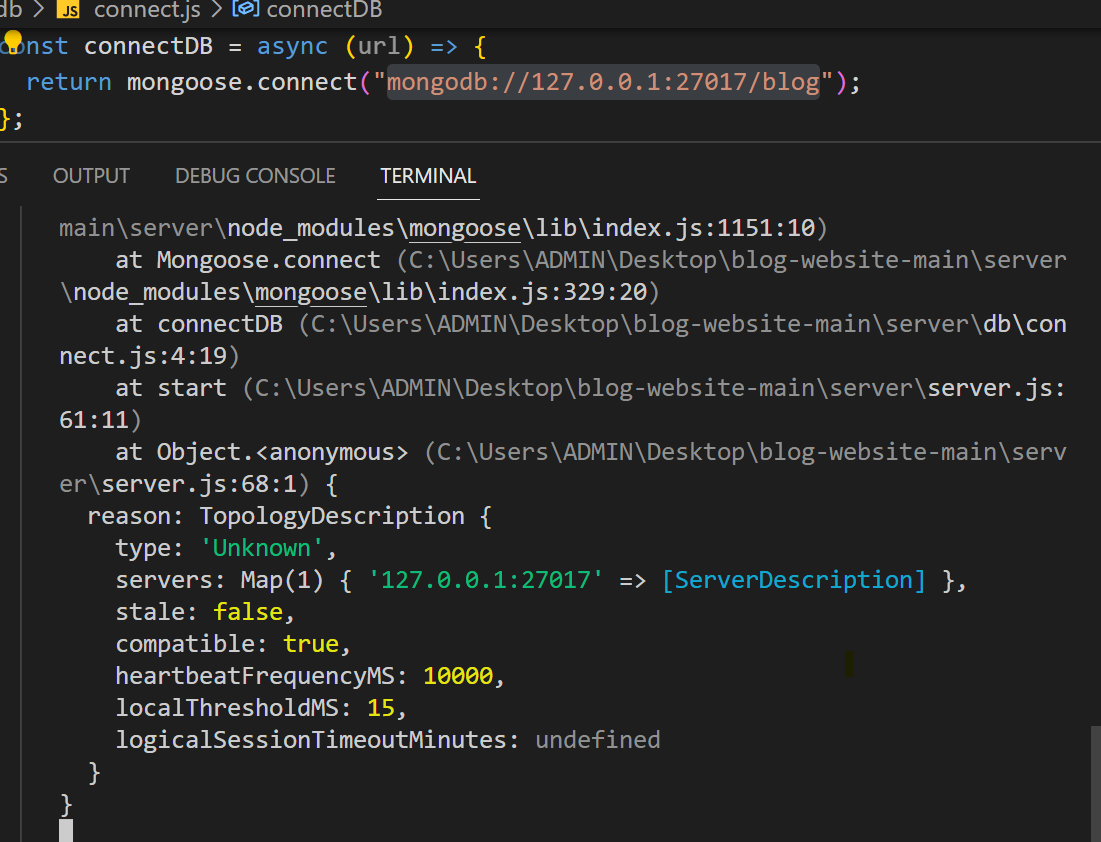 db > JS connect.js > connectDB
const connectDB = async (url) => {
return mongoose.connect("mongodb://127.0.0.1:27017/blog");
};
S OUTPUT DEBUG CONSOLE TERMINAL
main\server\node_modules\mongoose\lib\index.js:1151:10)
at Mongoose.connect (C:\Users\ADMIN\Desktop\blog-website-main\server
\node_modules\mongoose\lib\index.js:329:20)
at connectDB (C:\Users\ADMIN\Desktop\blog-website-main\server\db\con
nect.js:4:19)
at start (C:\Users\ADMIN\Desktop\blog-website-main\server\server.js:
61:11)
at Object.<anonymous> (C:\Users\ADMIN\Desktop\blog-website-main\serv
er\server.js:68:1) {
reason: TopologyDescription {
type: 'Unknown',
servers: Map(1) { '127.0.0.1:27017' => [ServerDescription] },
stale: false,
compatible: true,
heartbeatFrequencyMS: 10000,
localThresholdMS: 15,
logicalSessionTimeoutMinutes: undefined
}
}